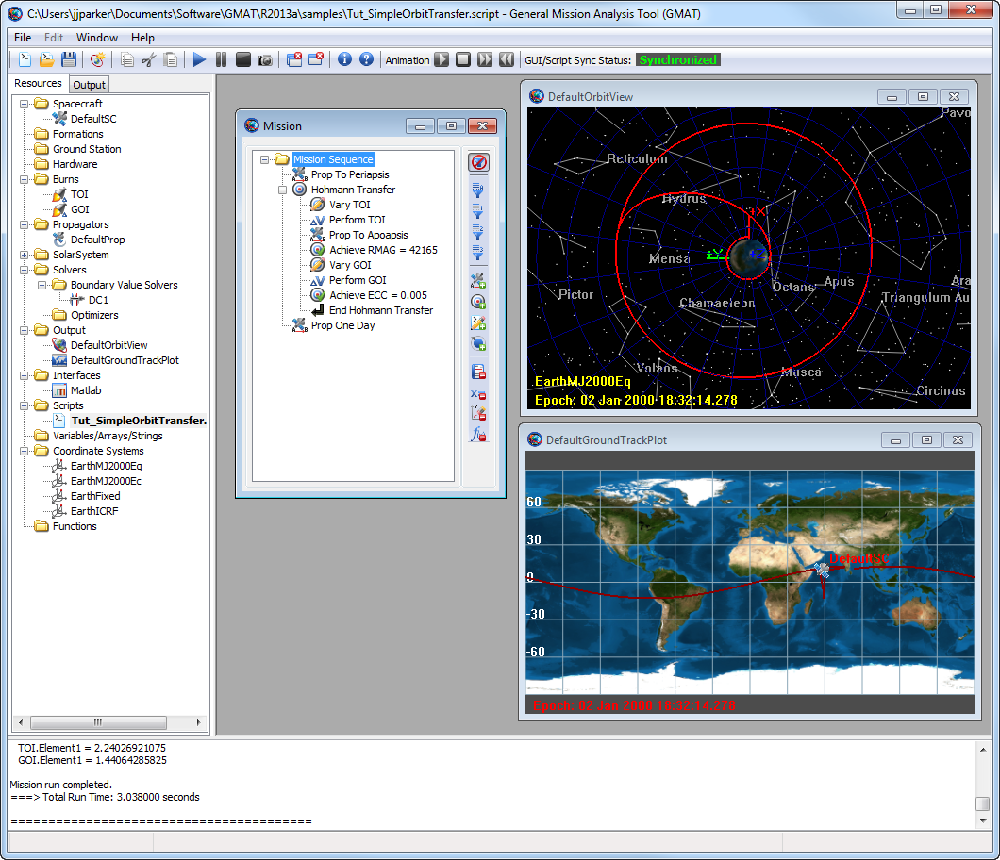 C:\Users\jjparker\Documents\Software\GMAT\R2013a\samples\Tut_SimpleOrbitTransfer.script - General Mission Analysis Tool (GMAT)
File Edit Window Help
Animation GUI/Script Sync Status: Synchronized
Resources Output
Spacecraft
DefaultSC
Formations
Ground Station
Hardware
Burns
TOI
GOI
Propagators
DefaultProp
SolarSystem
Solvers
Boundary Value Solvers
DC1
Optimizers
Output
DefaultOrbitView
DefaultGroundTrackPlot
Interfaces
Matlab
Scripts
Tut_SimpleOrbitTransfer.
Variables/Arrays/Strings
Coordinate Systems
EarthMJ2000Eq
EarthMJ2000Ec
EarthFixed
EarthICRF
Functions
Mission
Mission Sequence
Prop To Periapsis
Hohmann Transfer
Vary TOI
Perform TOI
Prop To Apoapsis
Achieve RMAG = 42165
Vary GOI
Perform GOI
Achieve ECC = 0.005
End Hohmann Transfer
Prop One Day
DefaultOrbitView
Pavo
Reticulum
Hydrus
+X
Mensa
+Y
Octans
Apus
Ara
Pictor
Chamaeleon
Triangulum Au
Volans
Musca
Circinus
EarthMJ2000Eq
Epoch: 02 Jan 2000 18:32:14.278
DefaultGroundTrackPlot
60
30
0
-30
-60
DefaultSC
Epoch: 02 Jan 2000 18:32:14.278
TOI.Element1 = 2.24026921075
GOI.Element1 = 1.44064285825
Mission run completed.
===> Total Run Time: 3.038000 seconds
========================================